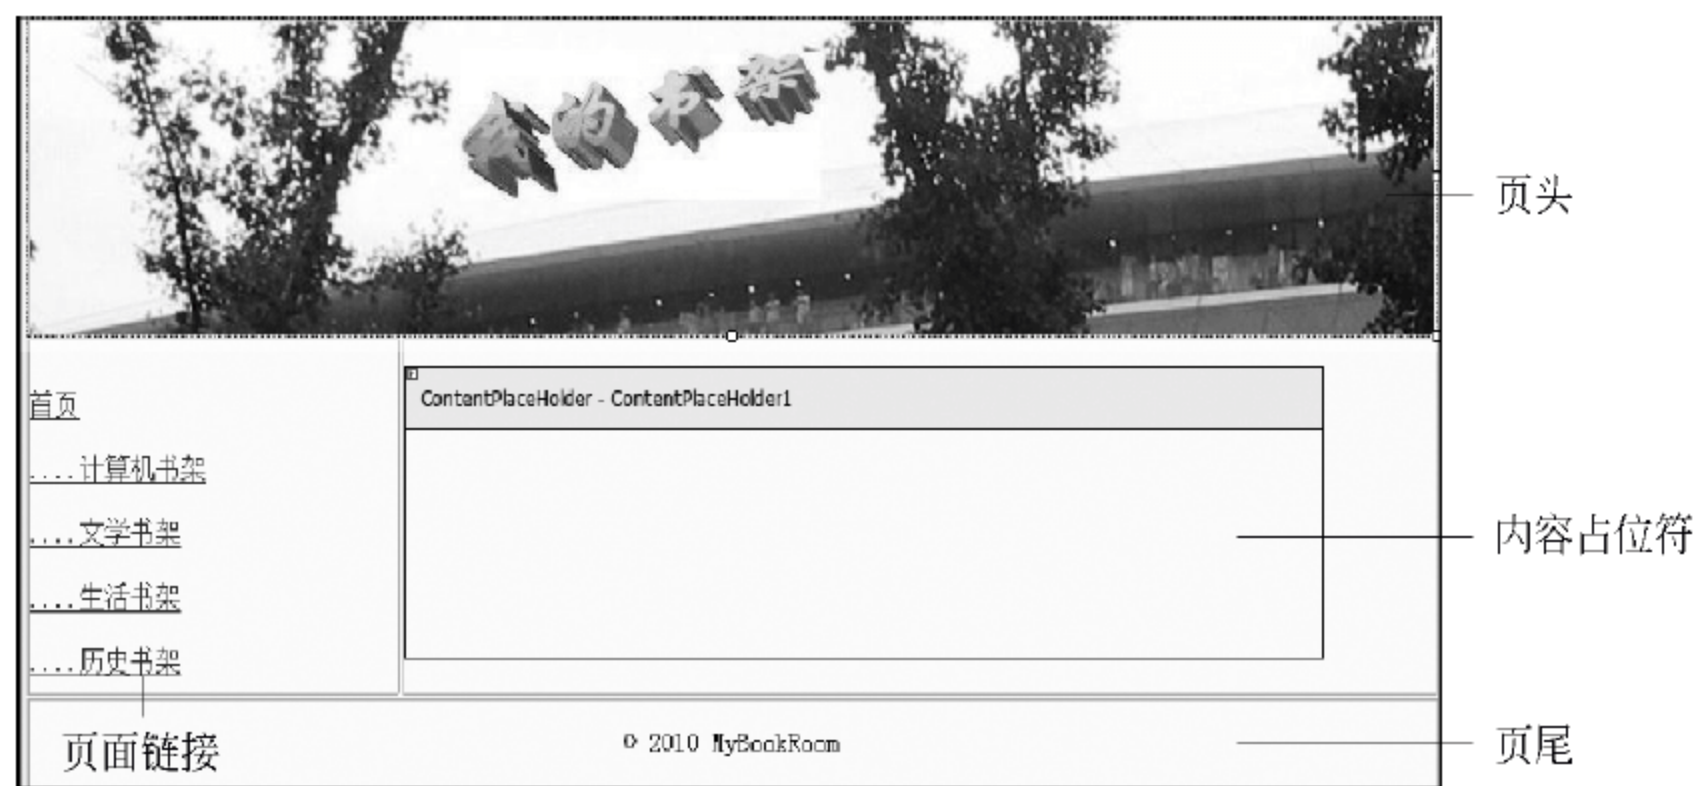 我的书架
页头
首页
ContentPlaceHolder - ContentPlaceHolder1
....计算机书架
....文学书架
内容占位符
....生活书架
....历史书架
页面链接
© 2010 MyBookRoom
页尾